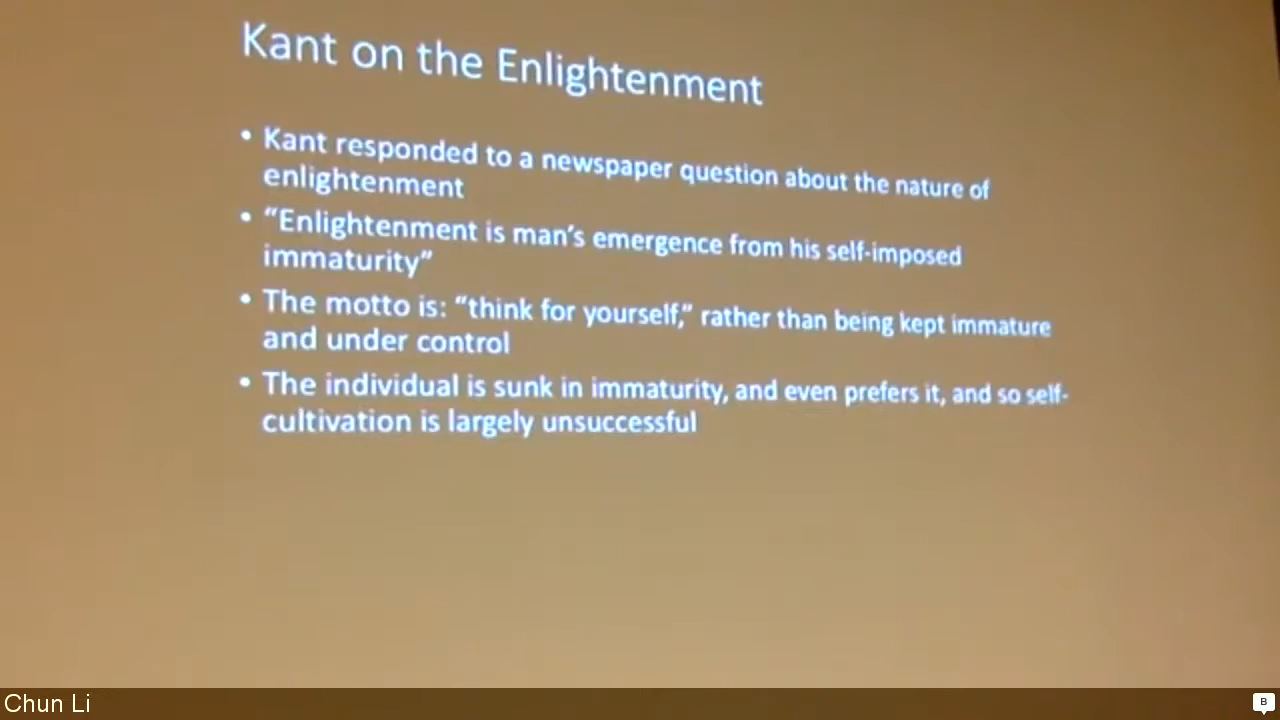 Kant on the Enlightenment
• Kant responded to a newspaper question about the nature of
enlightenment
• “Enlightenment is man’s emergence from his self-imposed
immaturity”
• The motto is: “think for yourself,” rather than being kept immature
and under control
• The individual is sunk in immaturity, and even prefers it, and so self-
cultivation is largely unsuccessful
Chun Li
B